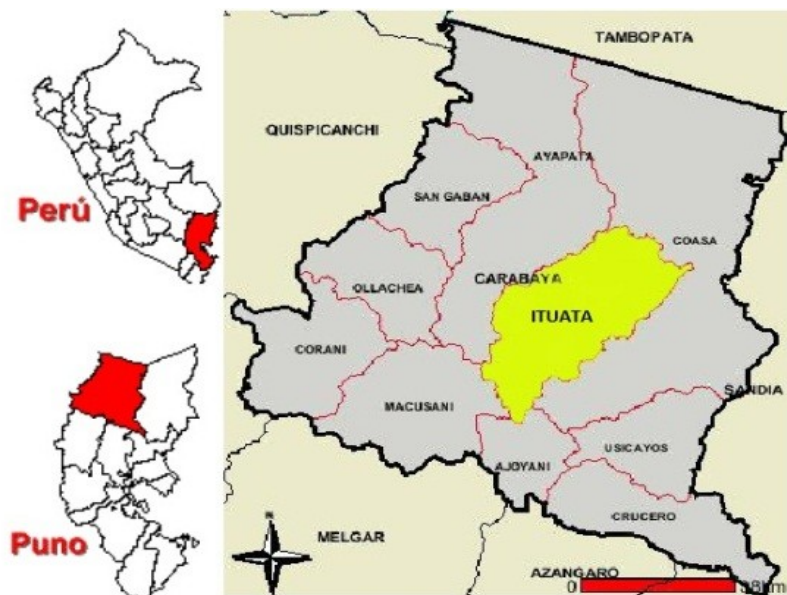 Perú
Puno
TAMBOPATA
QUISPICANCHI
AYAPATA
SAN GABAN
COASA
OLLACHEA
CARABAYA
ITUATA
CORANI
MACUSANI
SANDIA
USICAYOS
AJOYANI
CRUCERO
N
MELGAR
AZANGARO
0